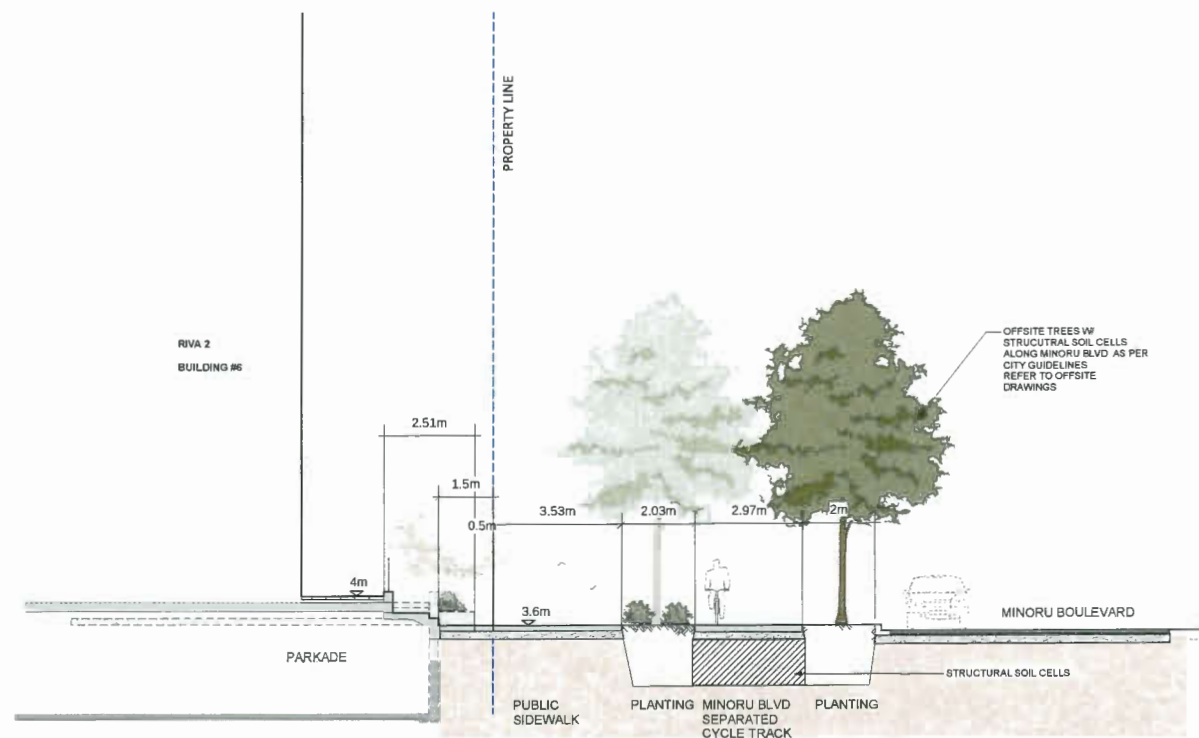 PROPERTY LINE
RIVA 2
BUILDING #6
OFFSITE TREES W/
STRUCUTRAL SOIL CELLS
ALONG MINORU BLVD AS PER
CITY GUIDELINES
REFER TO OFFSITE
DRAWINGS
2.51m
1.5m
0.5m
3.53m
2.03m
2.97m
2m
4m
3.6m
MINORU BOULEVARD
PARKADE
STRUCTURAL SOIL CELLS
PUBLIC
SIDEWALK
PLANTING
MINORU BLVD
SEPARATED
CYCLE TRACK
PLANTING